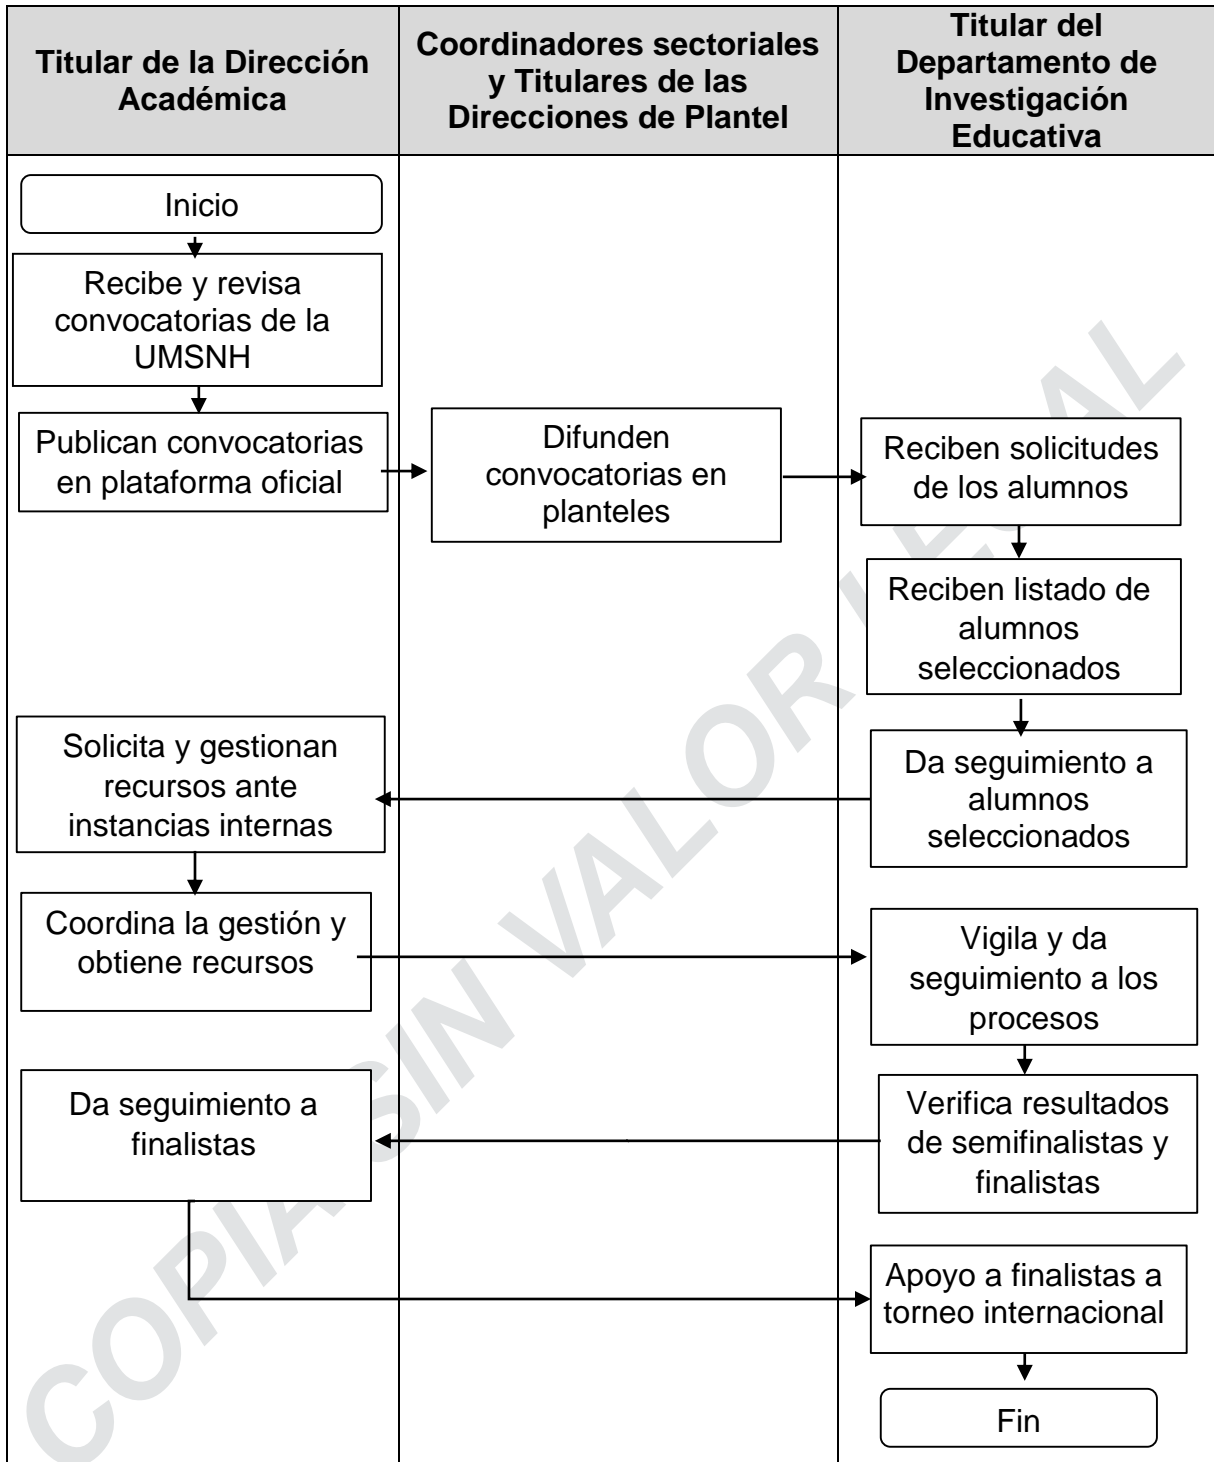 Titular de la Dirección
Académica
Coordinadores sectoriales
y Titulares de las
Direcciones de Plantel
Titular del
Departamento de
Investigación
Educativa
Inicio
Recibe y revisa
convocatorias de la
UMSNH
Publican convocatorias
en plataforma oficial
Difunden
convocatorias en
planteles
Reciben solicitudes
de los alumnos
Reciben listado de
alumnos
seleccionados
Da seguimiento a
alumnos
seleccionados
Solicita y gestionan
recursos ante
instancias internas
Coordina la gestión y
obtiene recursos
Vigila y da
seguimiento a los
procesos
Verifica resultados
de semifinalistas y
finalistas
Da seguimiento a
finalistas
Apoyo a finalistas a
torneo internacional
Fin
COPIA SIN VALOR LEGAL